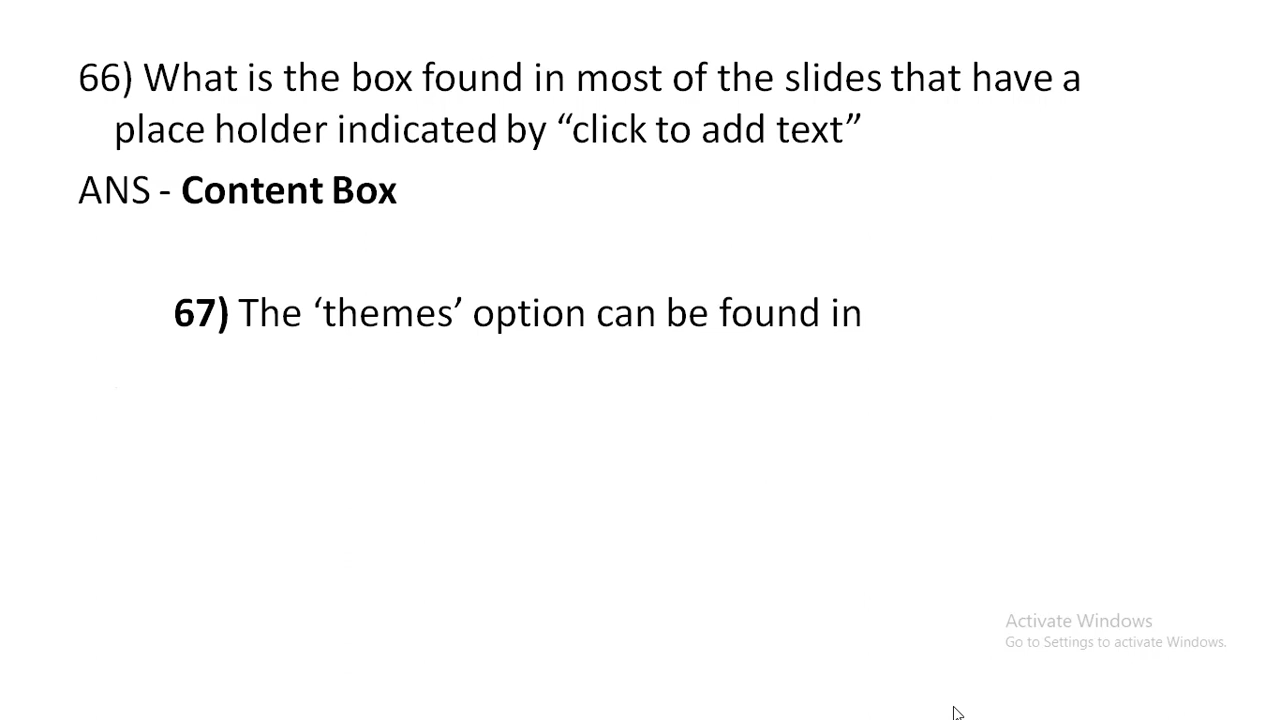 66) What is the box found in most of the slides that have a
place holder indicated by “click to add text”
ANS - Content Box
67) The ‘themes’ option can be found in
Activate Windows
Go to Settings to activate Windows.